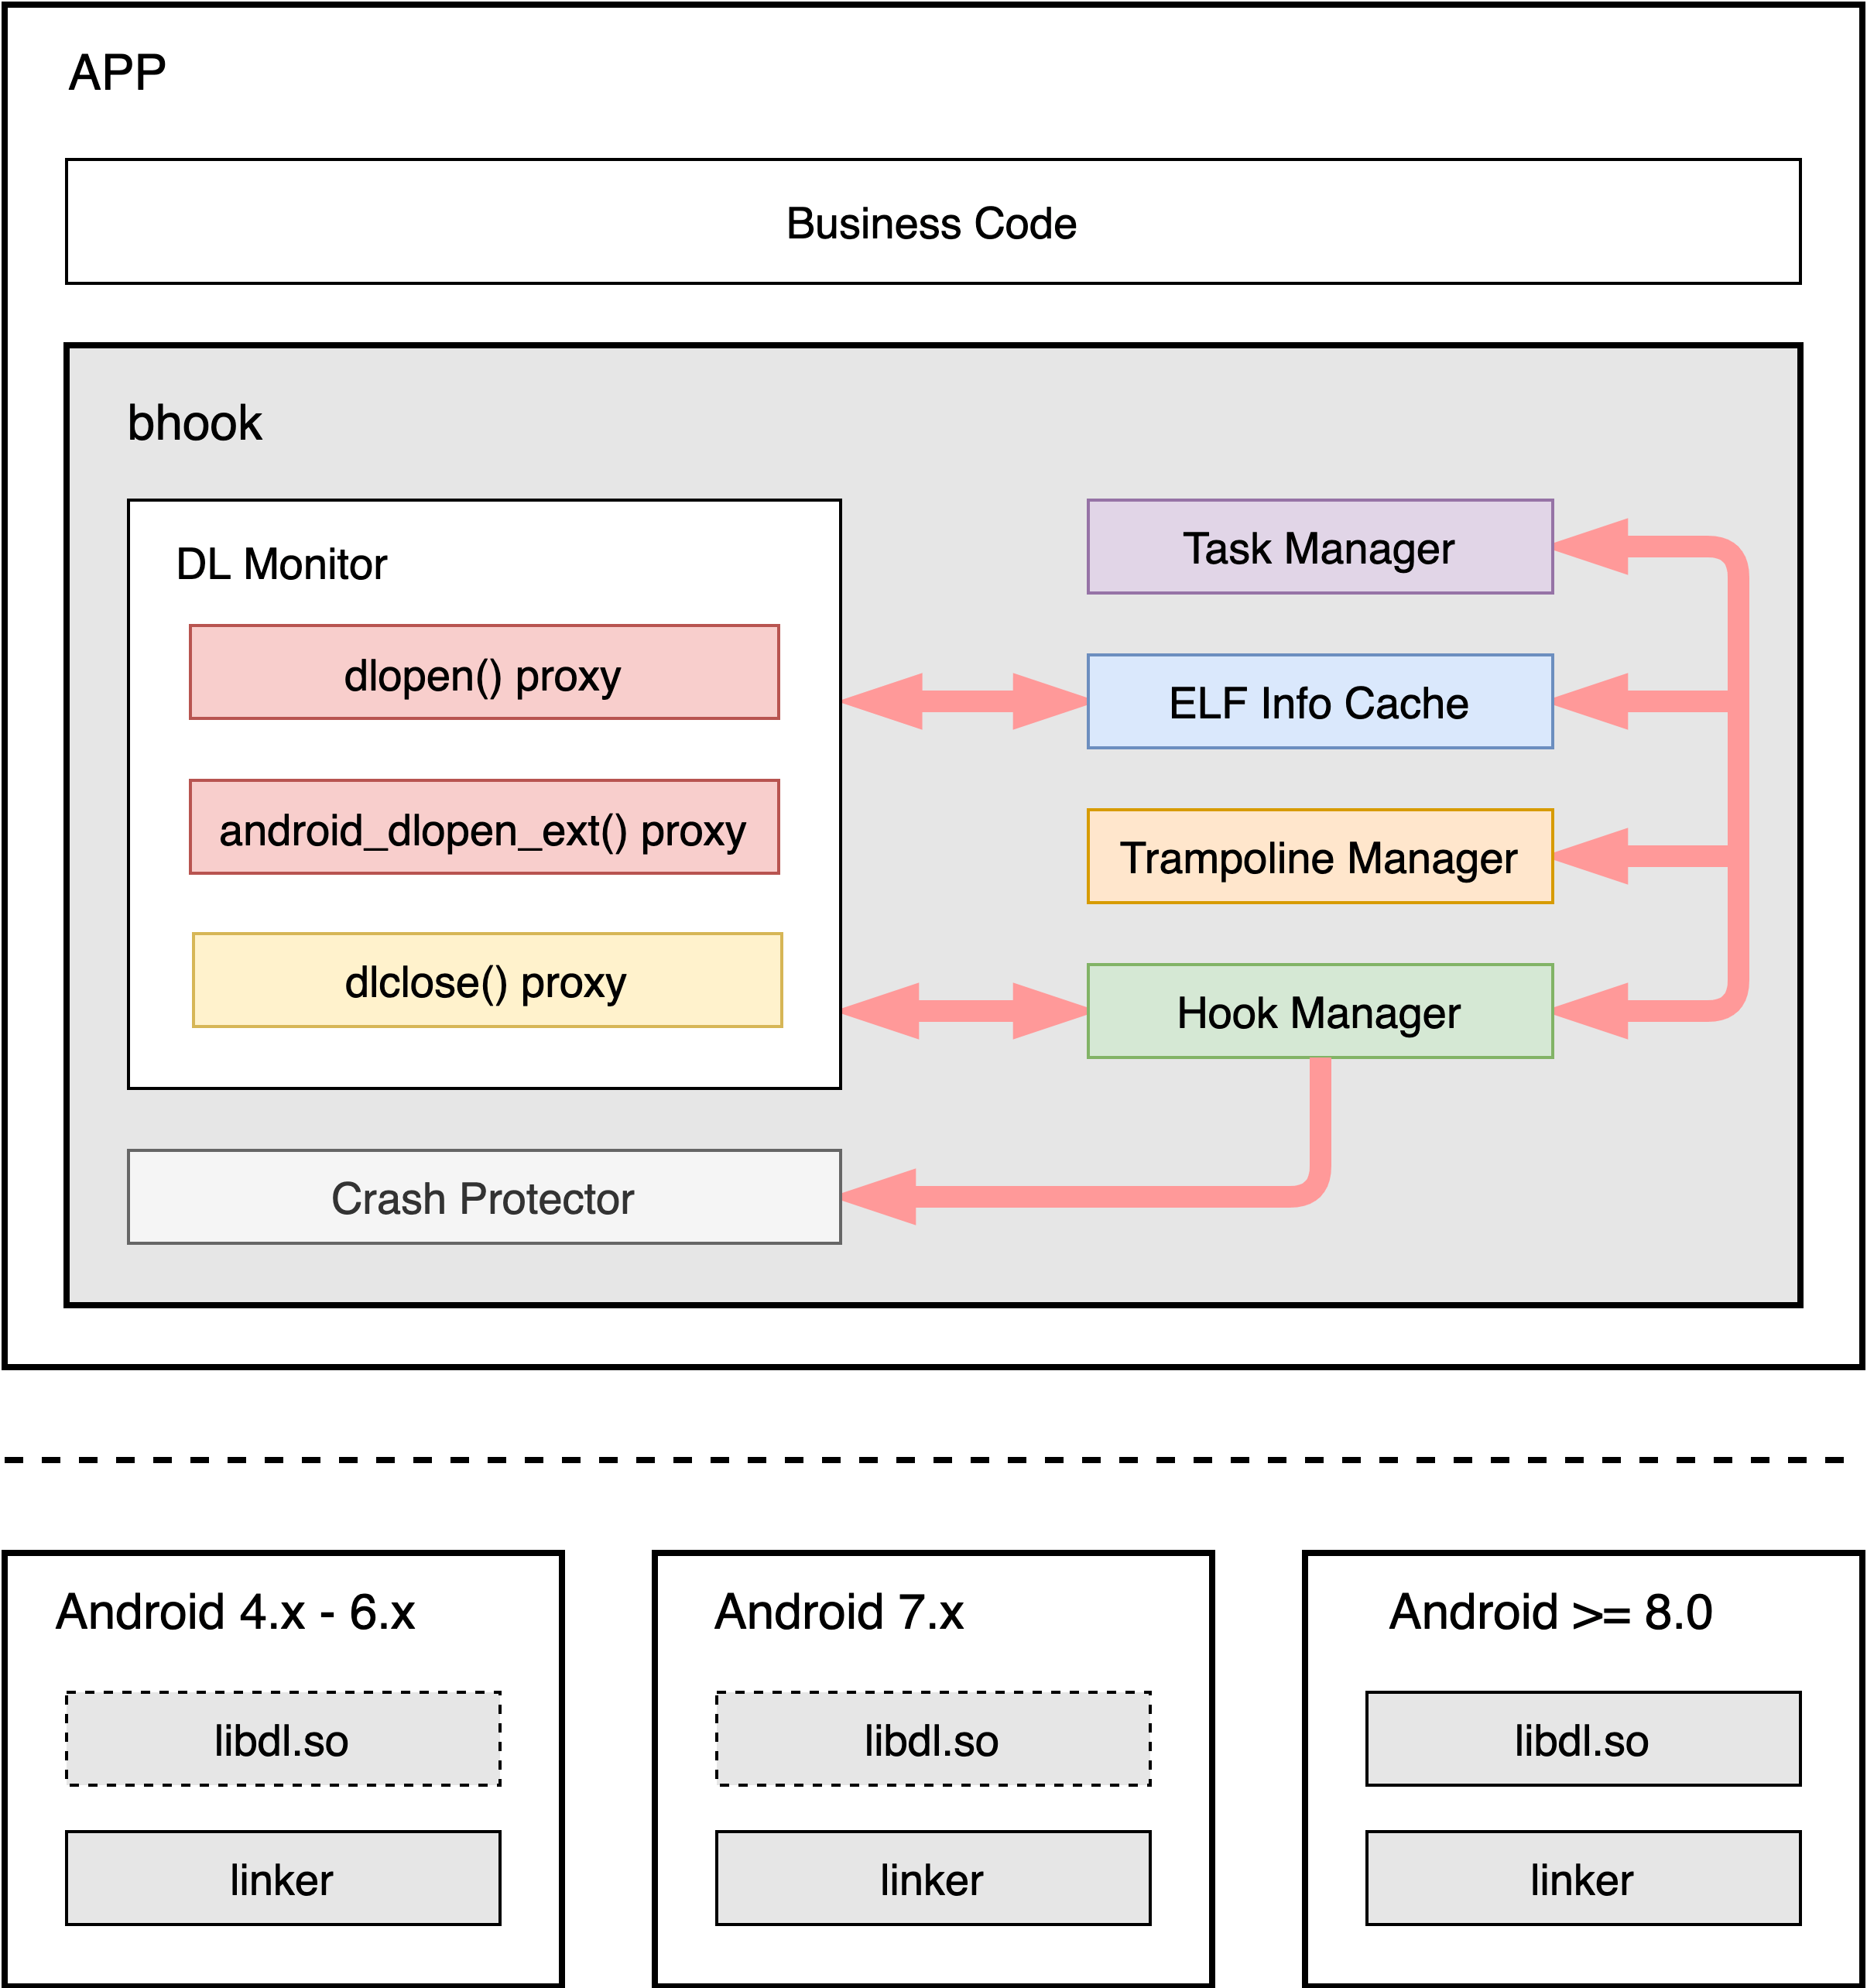 APP
Business Code
bhook
DL Monitor
dlopen() proxy
android_dlopen_ext() proxy
dlclose() proxy
Task Manager
ELF Info Cache
Trampoline Manager
Hook Manager
Crash Protector
Android 4.x - 6.x
libdl.so
linker
Android 7.x
libdl.so
linker
Android >= 8.0
libdl.so
linker